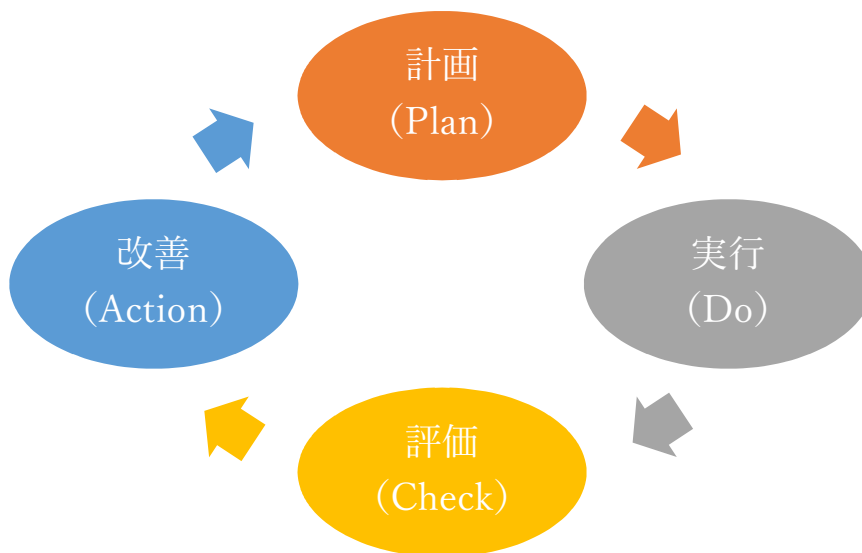 計画
(Plan)
実行
(Do)
評価
(Check)
改善
(Action)